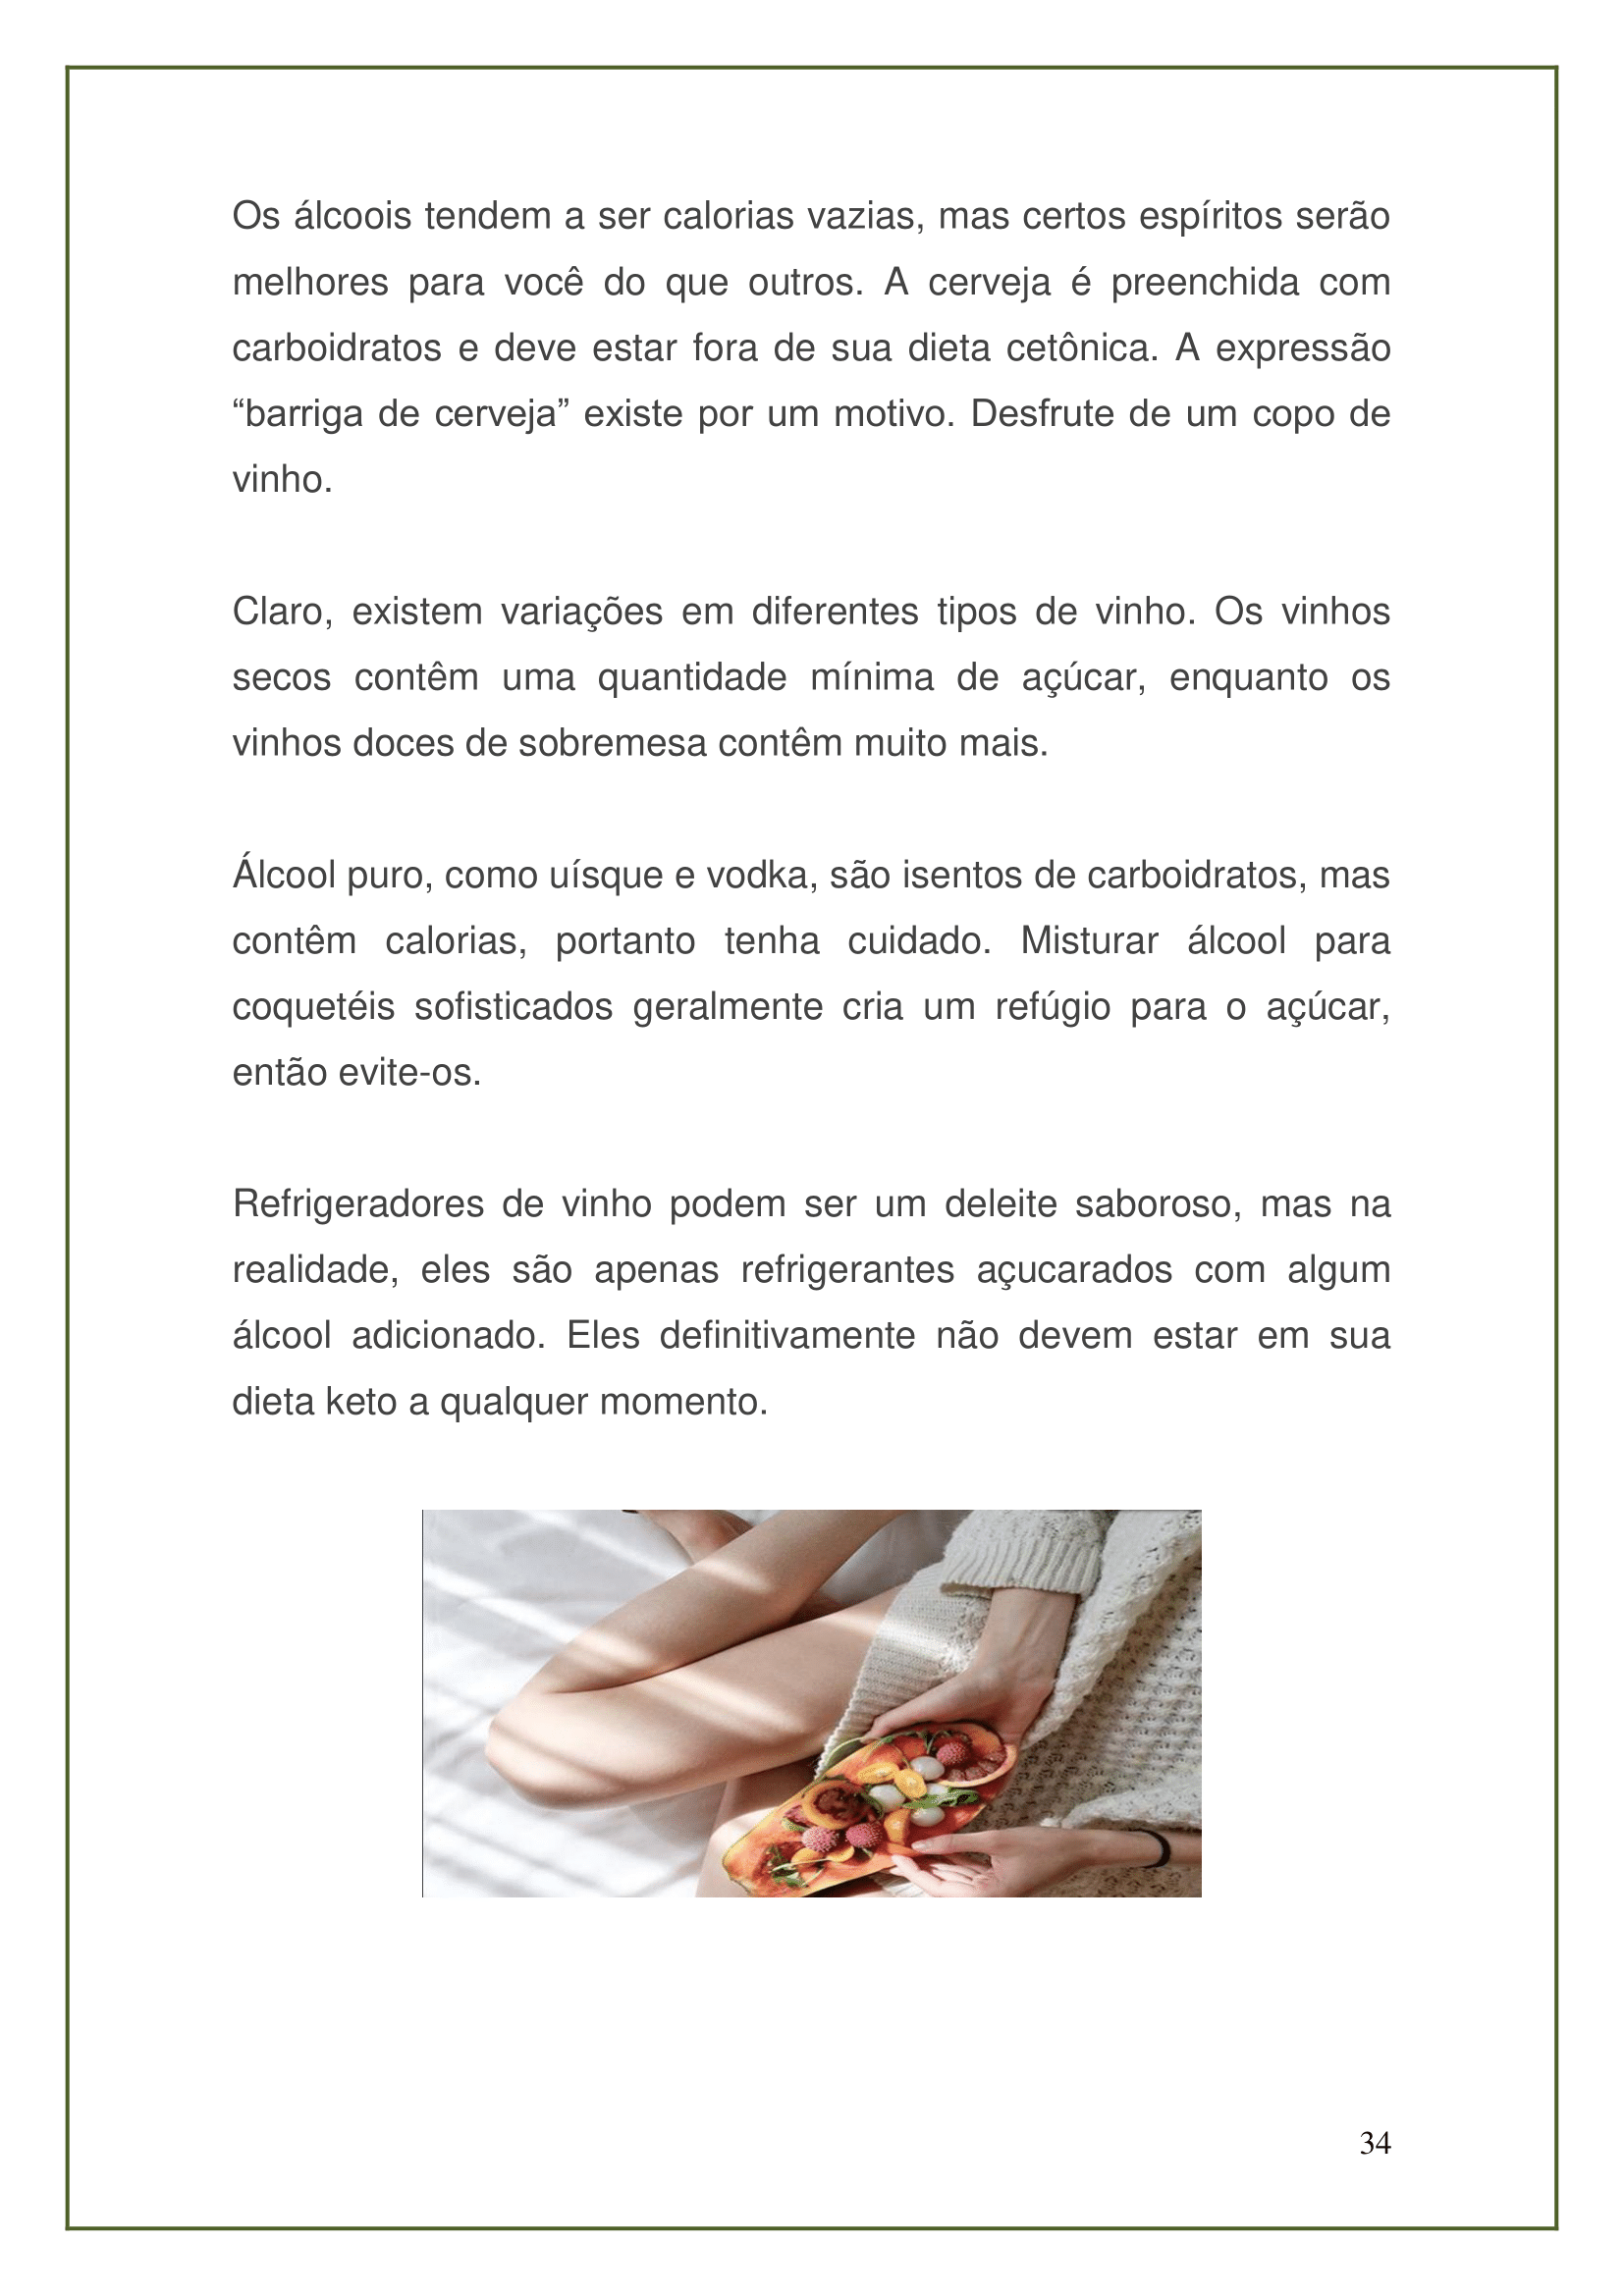 Os álcoois tendem a ser calorias vazias, mas certos espíritos serão
melhores para você do que outros. A cerveja é preenchida com
carboidratos e deve estar fora de sua dieta cetônica. A expressão
“barriga de cerveja” existe por um motivo. Desfrute de um copo de
vinho.
Claro, existem variações em diferentes tipos de vinho. Os vinhos
secos contêm uma quantidade mínima de açúcar, enquanto os
vinhos doces de sobremesa contêm muito mais.
Álcool puro, como uísque e vodka, são isentos de carboidratos, mas
contêm calorias, portanto tenha cuidado. Misturar álcool para
coquetéis sofisticados geralmente cria um refúgio para o açúcar,
então evite-os.
Refrigeradores de vinho podem ser um deleite saboroso, mas na
realidade, eles são apenas refrigerantes açucarados com algum
álcool adicionado. Eles definitivamente não devem estar em sua
dieta keto a qualquer momento.
34